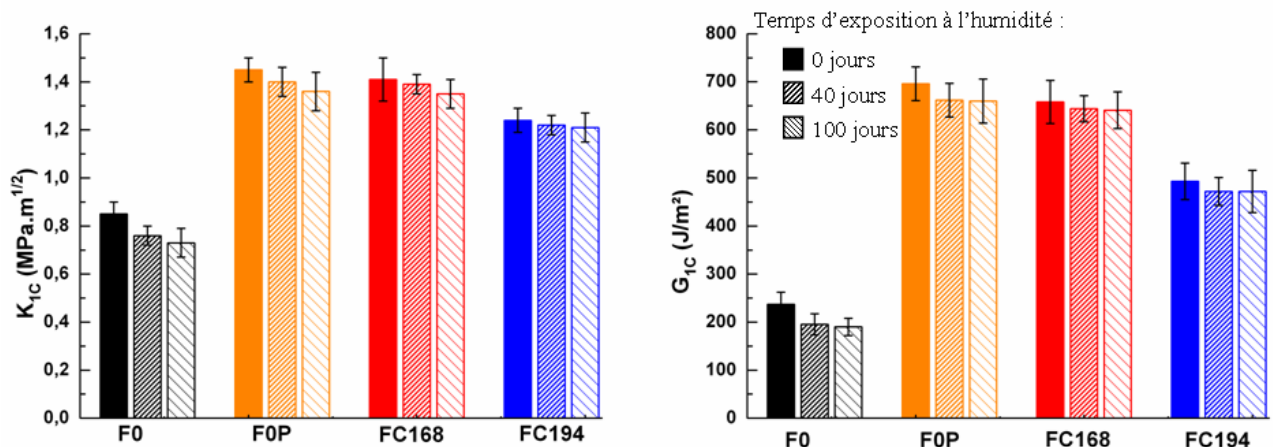 Temps d'exposition à l'humidité :
0 jours
40 jours
100 jours
K1C (MPa.m1/2)
1,6
1,4
1,2
1,0
0,8
0,6
0,4
0,2
0,0
F0 F0P FC168 FC194
G1C (J/m²)
800
700
600
500
400
300
200
100
0
F0 F0P FC168 FC194